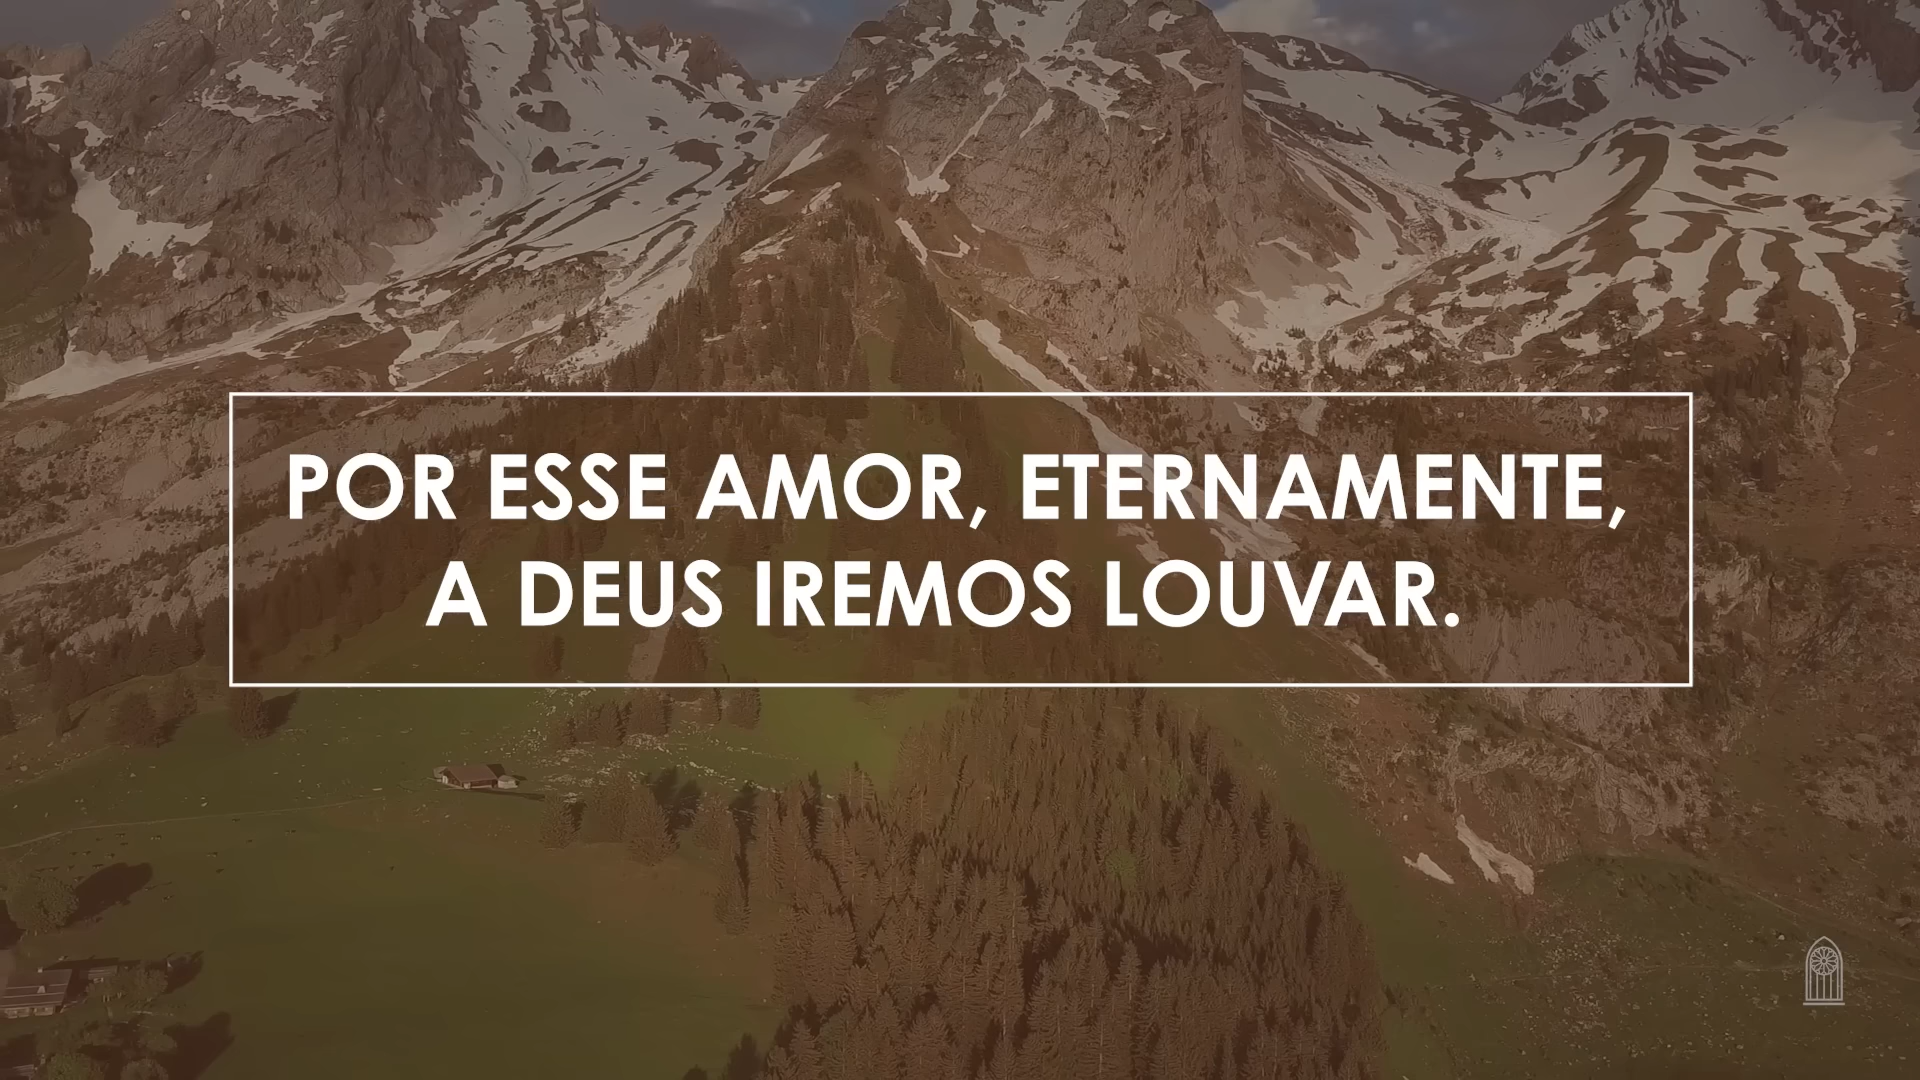 POR ESSE AMOR, ETERNAMENTE,
A DEUS IREMOS LOUVAR.